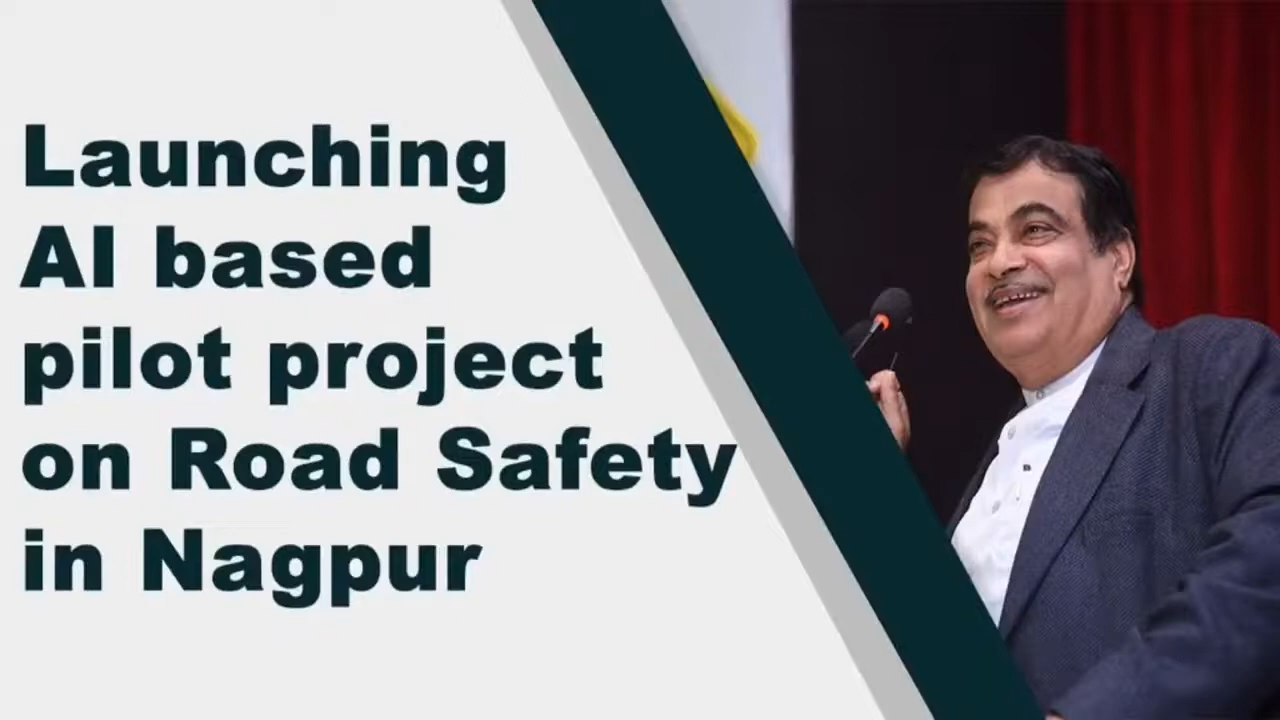 Launching
AI based
pilot project
on Road Safety
in Nagpur